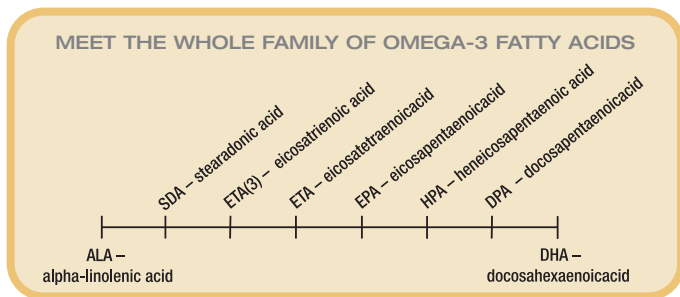 MEET THE WHOLE FAMILY OF OMEGA-3 FATTY ACIDS
SDA – stearadonic acid
ETA(3) – eicosatrienoic acid
ETA – eicosatetraenoicacid
EPA – eicosapentaenoicacid
HPA – heneicosapentaenoic acid
DPA – docosapentaenoicacid
ALA –
alpha-linolenic acid
DHA –
docosahexaenoicacid